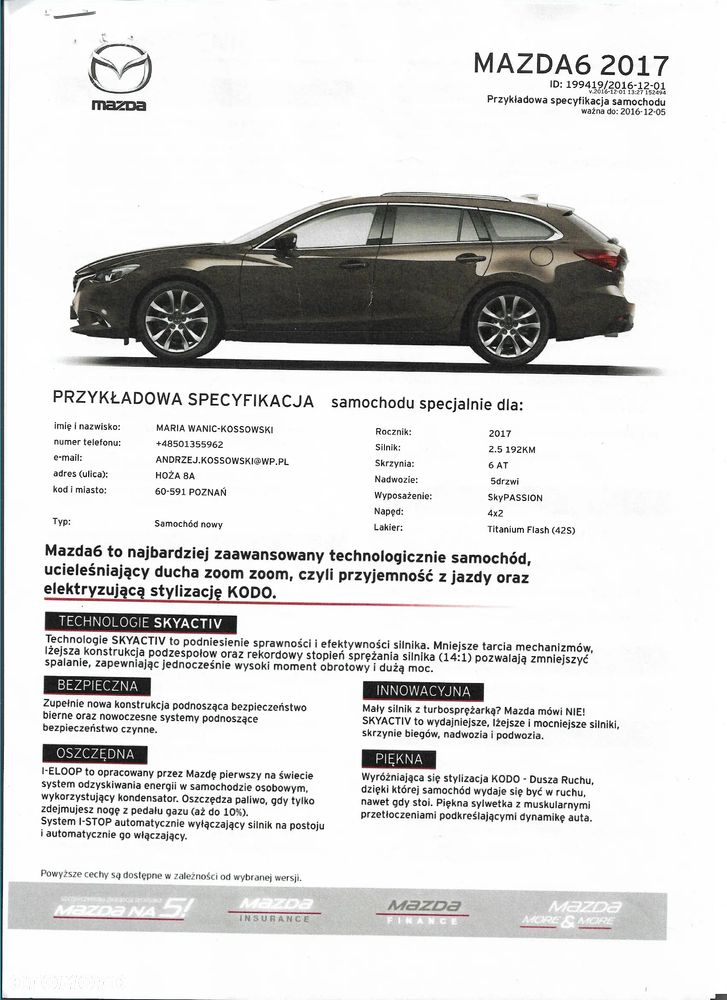 mazda
MAZDA6 2017
ID: 199419/2016-12-01
v.2016-12-01 13:27 152494
Przykładowa specyfikacja samochodu
ważna do: 2016-12-05
PRZYKŁADOWA SPECYFIKACJA samochodu specjalnie dla:
imię i nazwisko: MARIA WANIC-KOSSOWSKI
numer telefonu: +48501355962
e-mail: ANDRZEJ.KOSSOWSKI@WP.PL
adres (ulica): HOŻA 8A
kod i miasto: 60-591 POZNAŃ
Typ: Samochód nowy
Rocznik: 2017
Silnik: 2.5 192KM
Skrzynia: 6 AT
Nadwozie: 5drzwi
Wyposażenie: SkyPASSION
Napęd: 4x2
Lakier: Titanium Flash (42S)
Mazda6 to najbardziej zaawansowany technologicznie samochód,
ucieleśniający ducha zoom zoom, czyli przyjemność z jazdy oraz
elektryzującą stylizację KODO.
TECHNOLOGIE SKYACTIV
Technologie SKYACTIV to podniesienie sprawności i efektywności silnika. Mniejsze tarcia mechanizmów,
lżejsza konstrukcja podzespołow oraz rekordowy stopień sprężania silnika (14:1) pozwalają zmniejszyć
spalanie, zapewniając jednocześnie wysoki moment obrotowy i dużą moc.
BEZPIECZNA
Zupełnie nowa konstrukcja podnosząca bezpieczeństwo
bierne oraz nowoczesne systemy podnoszące
bezpieczeństwo czynne.
INNOWACYJNA
Mały silnik z turbosprężarką? Mazda mówi NIE!
SKYACTIV to wydajniejsze, lżejsze i mocniejsze silniki,
skrzynie biegów, nadwozia i podwozia.
OSZCZĘDNA
I-ELOOP to opracowany przez Mazdę pierwszy na świecie
system odzyskiwania energii w samochodzie osobowym,
wykorzystujący kondensator. Oszczędza paliwo, gdy tylko
zdejmujesz nogę z pedału gazu (aż do 10%).
System I-STOP automatycznie wyłączający silnik na postoju
i automatycznie go włączający.
PIĘKNA
Wyróżniająca się stylizacja KODO - Dusza Ruchu,
dzięki której samochód wydaje się być w ruchu,
nawet gdy stoi. Piękna sylwetka z muskularnymi
przetłoczeniami podkreślającymi dynamikę auta.
Powyższe cechy są dostępne w zależności od wybranej wersji.
MAZDA NA 5!
MAZDA
INSURANCE
MAZDA
FINANCE
MAZDA
MORE & MORE